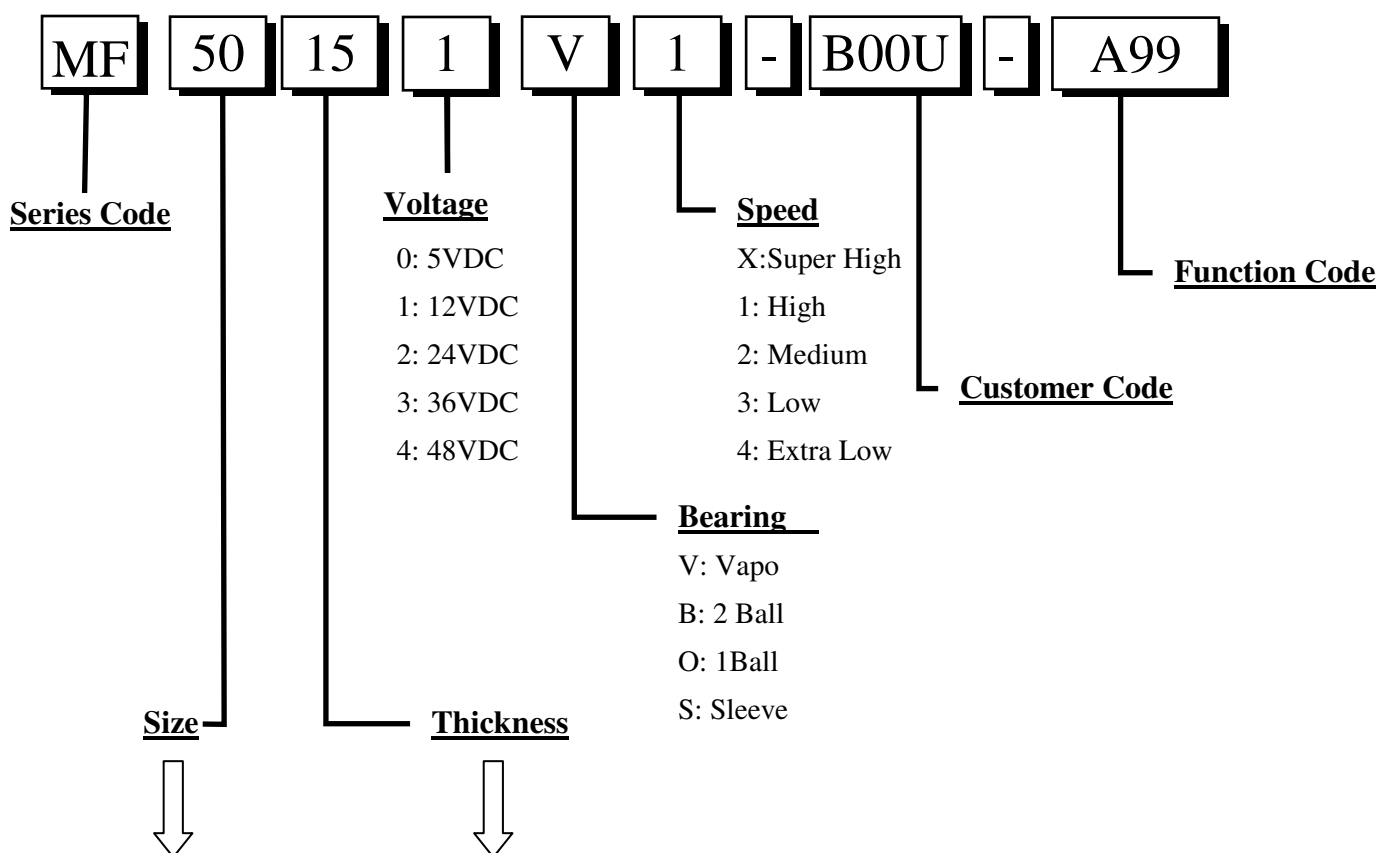 MF 50 15 1 V 1 - B00U - A99
Series Code
Voltage
0: 5VDC
1: 12VDC
2: 24VDC
3: 36VDC
4: 48VDC
Speed
X:Super High
1: High
2: Medium
3: Low
4: Extra Low
Function Code
Customer Code
Bearing
V: Vapo
B: 2 Ball
O: 1Ball
S: Sleeve
Size
Thickness